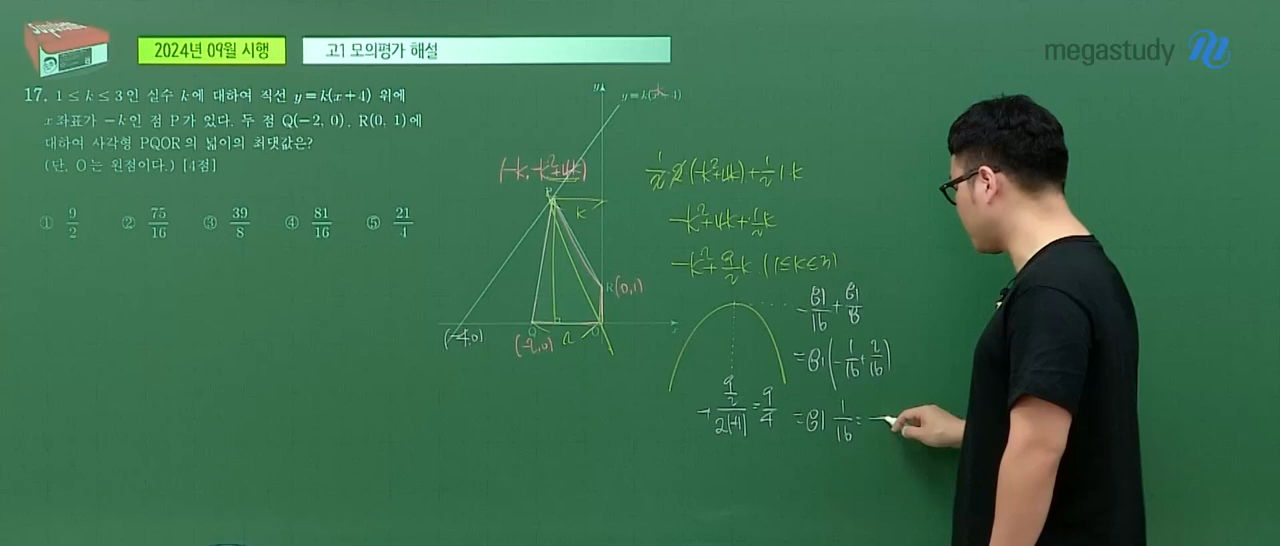 Supreme
2024년 09월 시행
고1 모의평가 해설
megastudy
17. 1≤k≤3인 실수 k에 대하여 직선 y=k(x+4) 위에
x좌표가 −k인 점 P가 있다. 두 점 Q(−2, 0), R(0, 1)에
대하여 사각형 PQOR의 넓이의 최댓값은?
(단, O는 원점이다.) [4점]
① 9/2 ② 75/16 ③ 39/8 ④ 81/16 ⑤ 21/4
y
y=k(x+4)
(-k, -k²+4k)
P
k
R (0,1)
Q O x
(-4,0)
(-2,0) 2
1/2·2(-k²+4k)+1/2·1·k
-k²+4k+1/2k
-k²+9/2k (1≤k≤3)
-81/16+81/8
=81(-1/16+2/16)
=81 1/16=
-(9/2)/(2(-1))=9/4